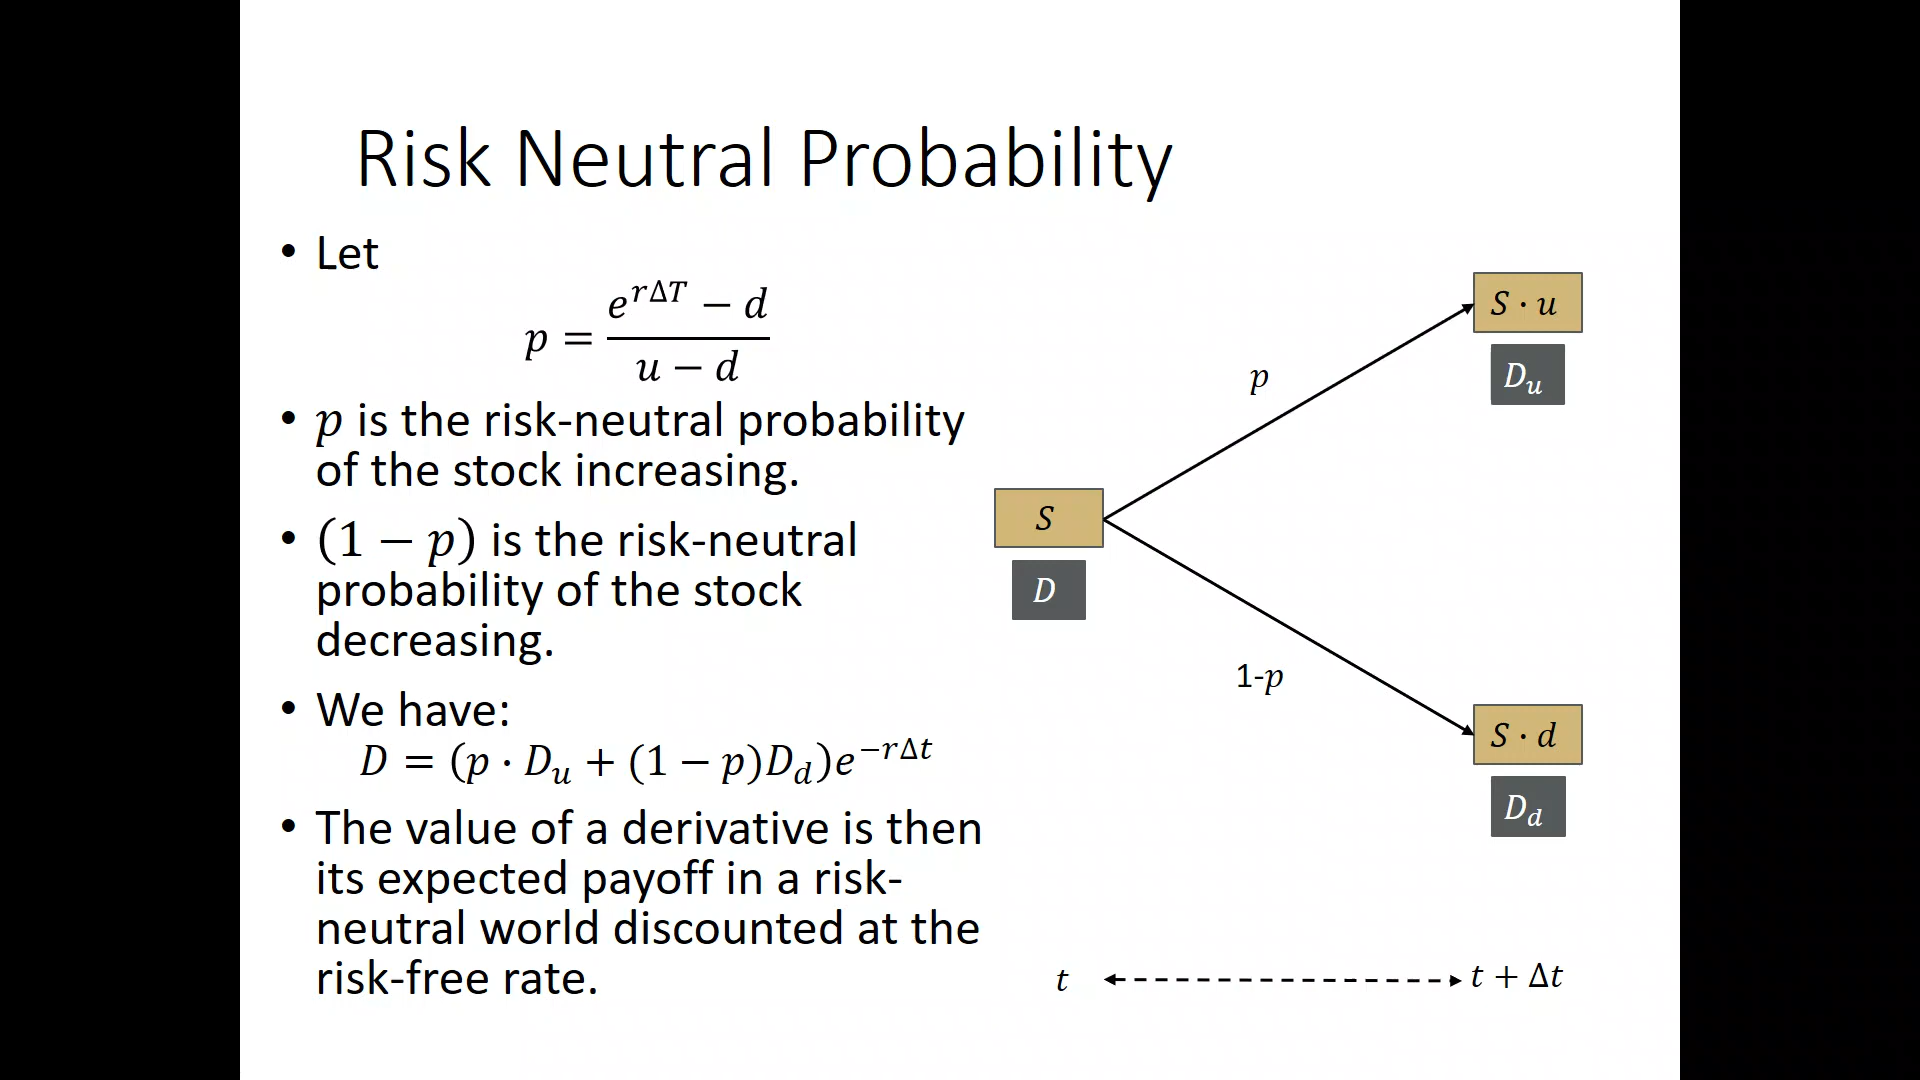 Risk Neutral Probability
• Let
p = \frac{e^{rΔT} − d}{u − d}
• p is the risk-neutral probability
of the stock increasing.
• (1 − p) is the risk-neutral
probability of the stock
decreasing.
• We have:
D = (p · D_u + (1 − p)D_d)e^{−rΔt}
• The value of a derivative is then
its expected payoff in a risk-
neutral world discounted at the
risk-free rate.
S · u
D_u
p
S
D
1-p
S · d
D_d
t
t + Δt